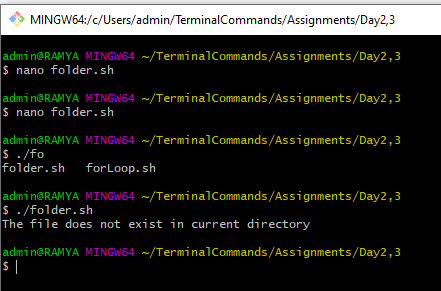 MINGW64:/c/Users/admin/TerminalCommands/Assignments/Day2,3
admin@RAMYA MINGW64 ~/TerminalCommands/Assignments/Day2,3
$ nano folder.sh
admin@RAMYA MINGW64 ~/TerminalCommands/Assignments/Day2,3
$ nano folder.sh
admin@RAMYA MINGW64 ~/TerminalCommands/Assignments/Day2,3
$ ./fo
folder.sh   forLoop.sh
admin@RAMYA MINGW64 ~/TerminalCommands/Assignments/Day2,3
$ ./folder.sh
The file does not exist in current directory
admin@RAMYA MINGW64 ~/TerminalCommands/Assignments/Day2,3
$